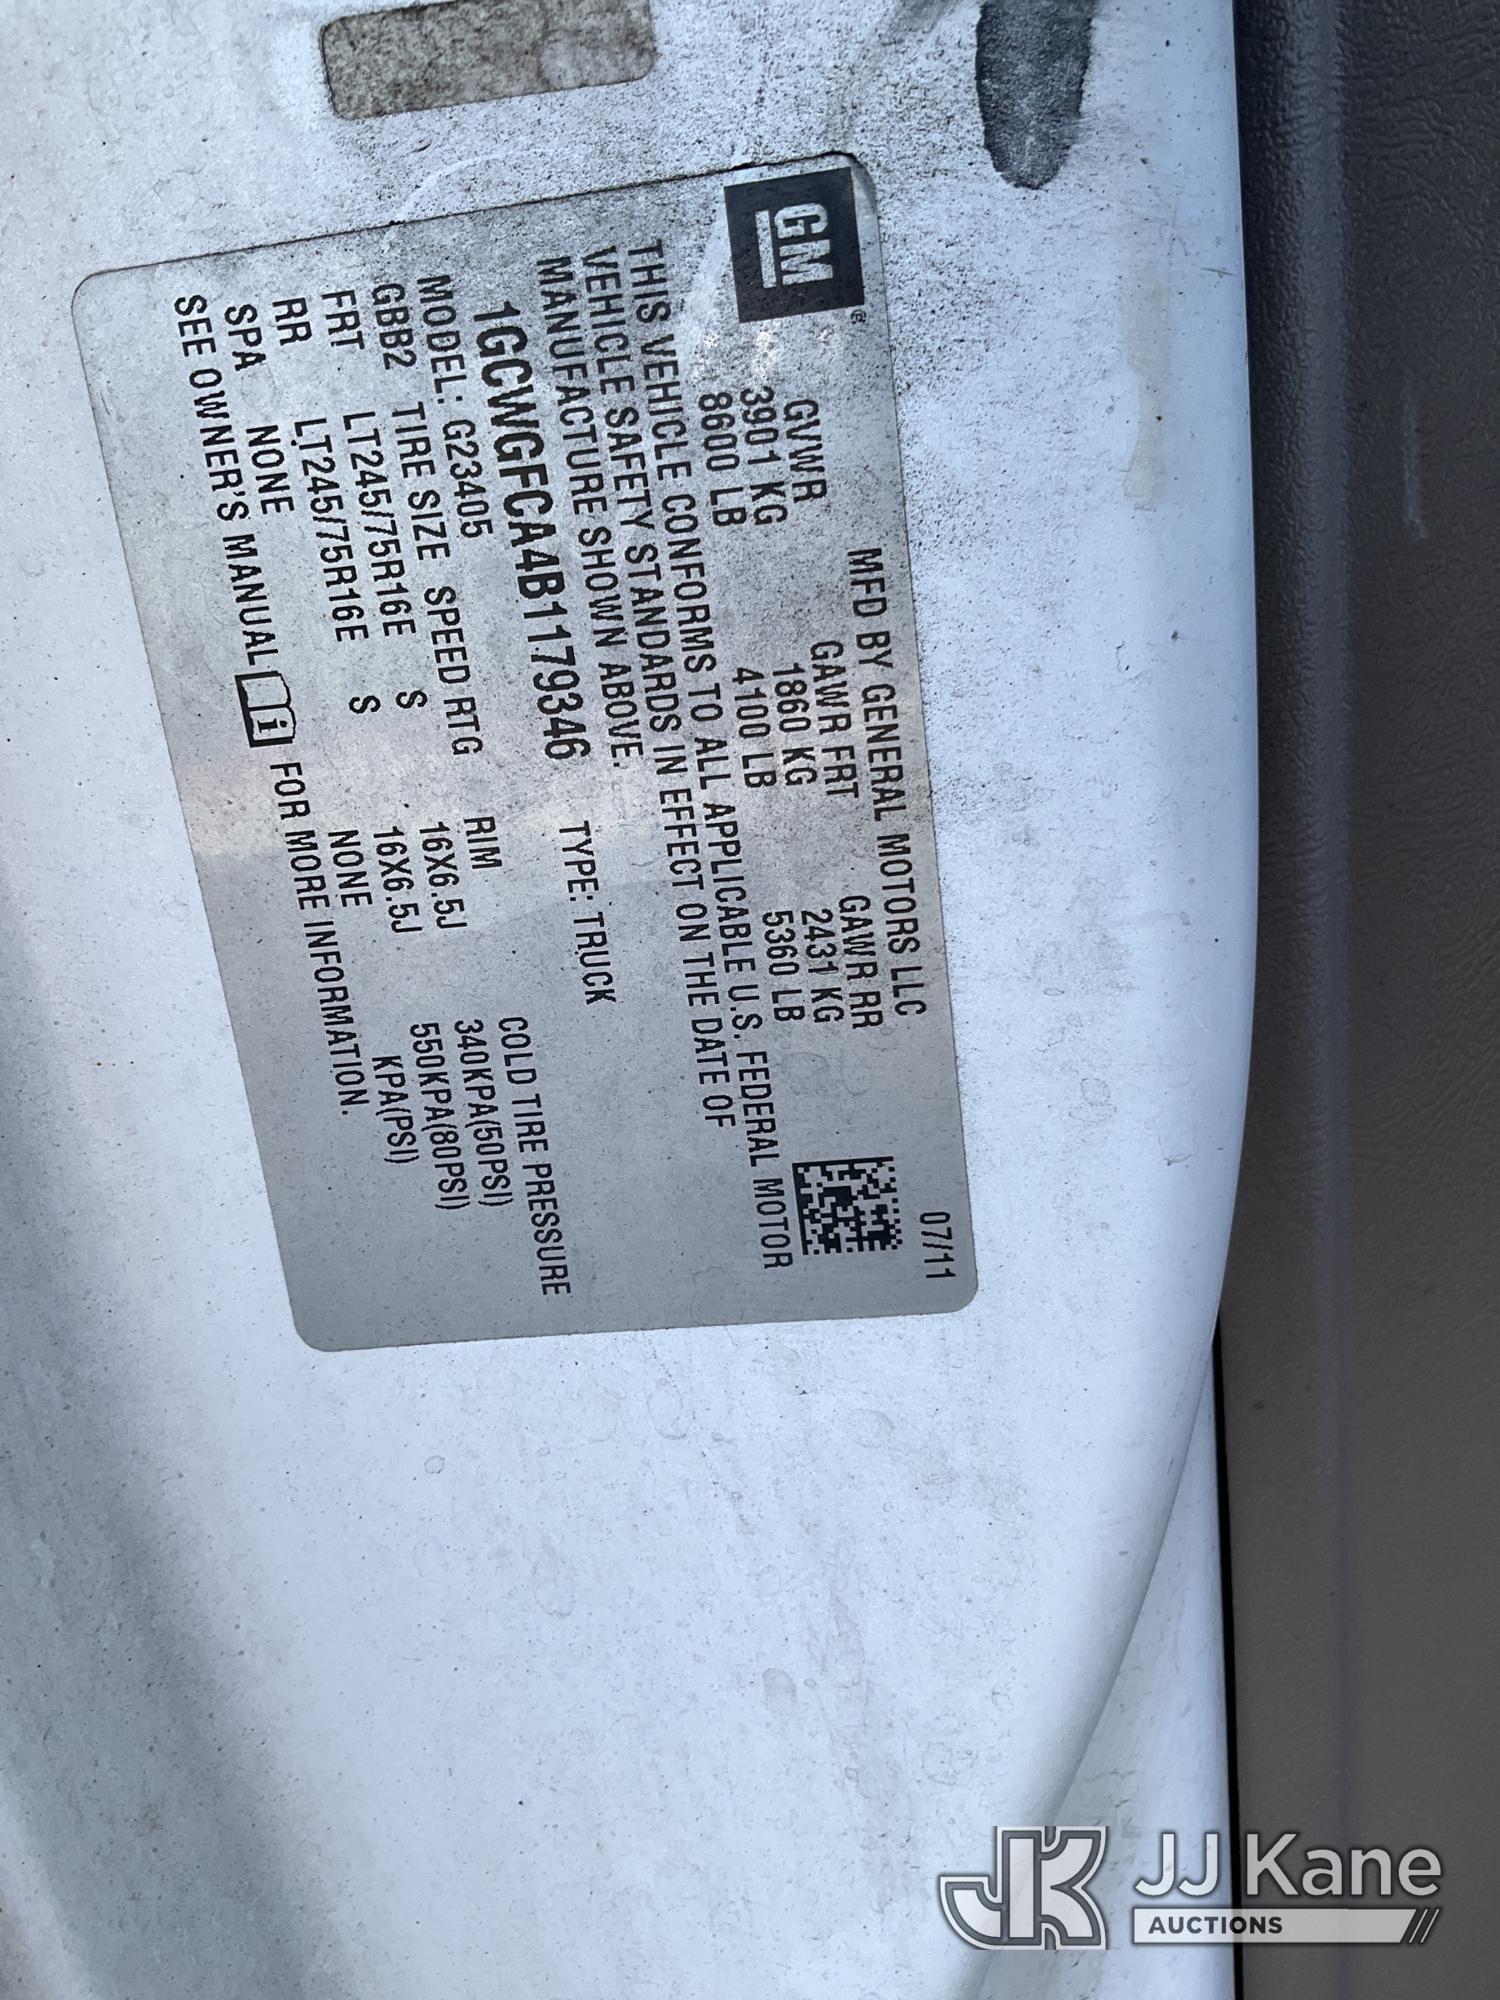 GM
MFD BY GENERAL MOTORS LLC 07/11
GVWR GAWR FRT GAWR RR
3901 KG 1860 KG 2431 KG
8600 LB 4100 LB 5360 LB
THIS VEHICLE CONFORMS TO ALL APPLICABLE U.S. FEDERAL MOTOR
VEHICLE SAFETY STANDARDS IN EFFECT ON THE DATE OF
MANUFACTURE SHOWN ABOVE.
1GCWGFCA4B1179346 TYPE: TRUCK
MODEL: G23405
GBB2 TIRE SIZE SPEED RTG RIM COLD TIRE PRESSURE
FRT LT245/75R16E S 16X6.5J 340KPA(50PSI)
RR LT245/75R16E S 16X6.5J 550KPA(80PSI)
SPA NONE NONE KPA(PSI)
SEE OWNER'S MANUAL i FOR MORE INFORMATION.
JK JJ Kane
AUCTIONS